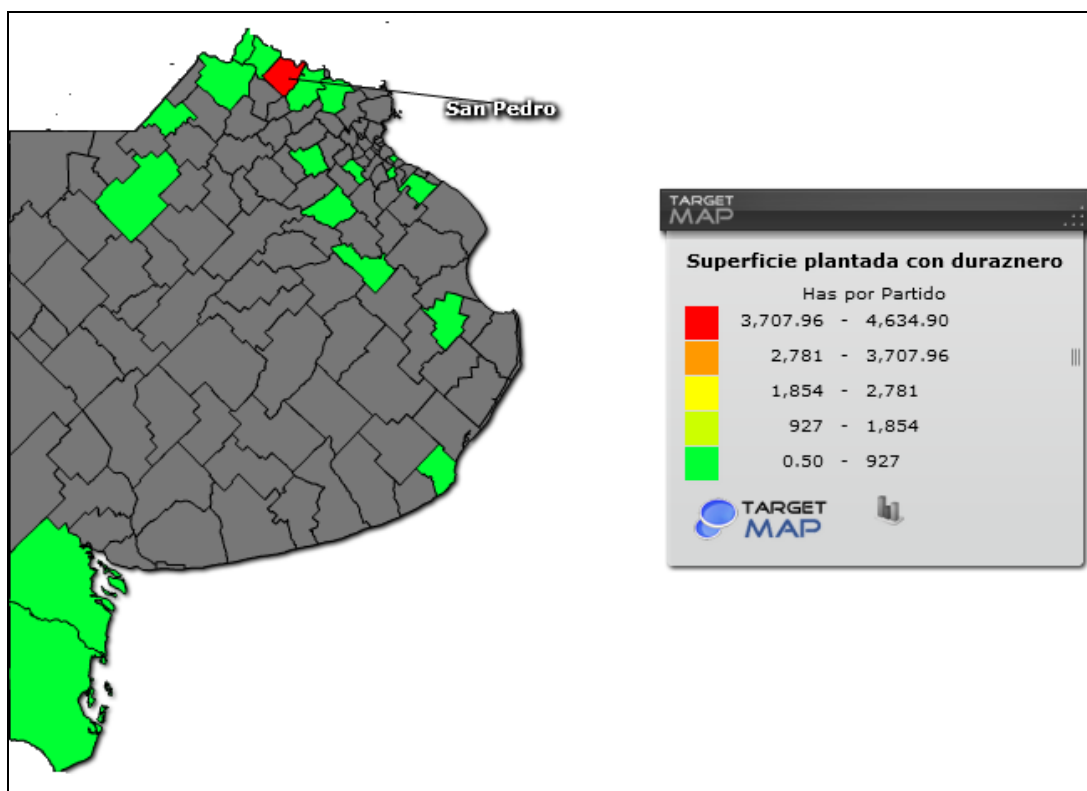 San Pedro
TARGET
MAP
Superficie plantada con duraznero
Has por Partido
3,707.96 - 4,634.90
2,781 - 3,707.96
1,854 - 2,781
927 - 1,854
0.50 - 927
TARGET
MAP